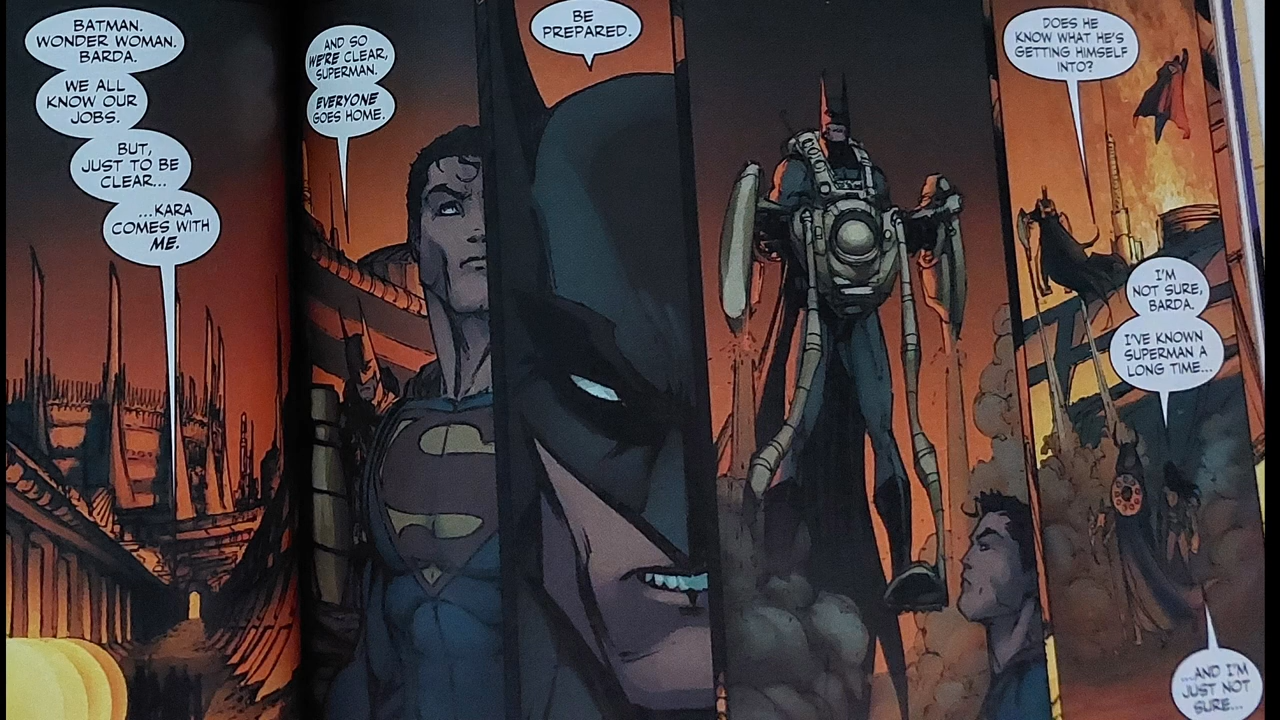 BATMAN.
WONDER WOMAN.
BARDA.
WE ALL
KNOW OUR
JOBS.
BUT,
JUST TO BE
CLEAR...
...KARA
COMES WITH
ME.
AND SO
WE'RE CLEAR,
SUPERMAN.
EVERYONE
GOES HOME.
BE
PREPARED.
DOES HE
KNOW WHAT HE'S
GETTING HIMSELF
INTO?
I'M
NOT SURE,
BARDA.
I'VE KNOWN
SUPERMAN A
LONG TIME...
...AND I'M
JUST NOT
SURE...